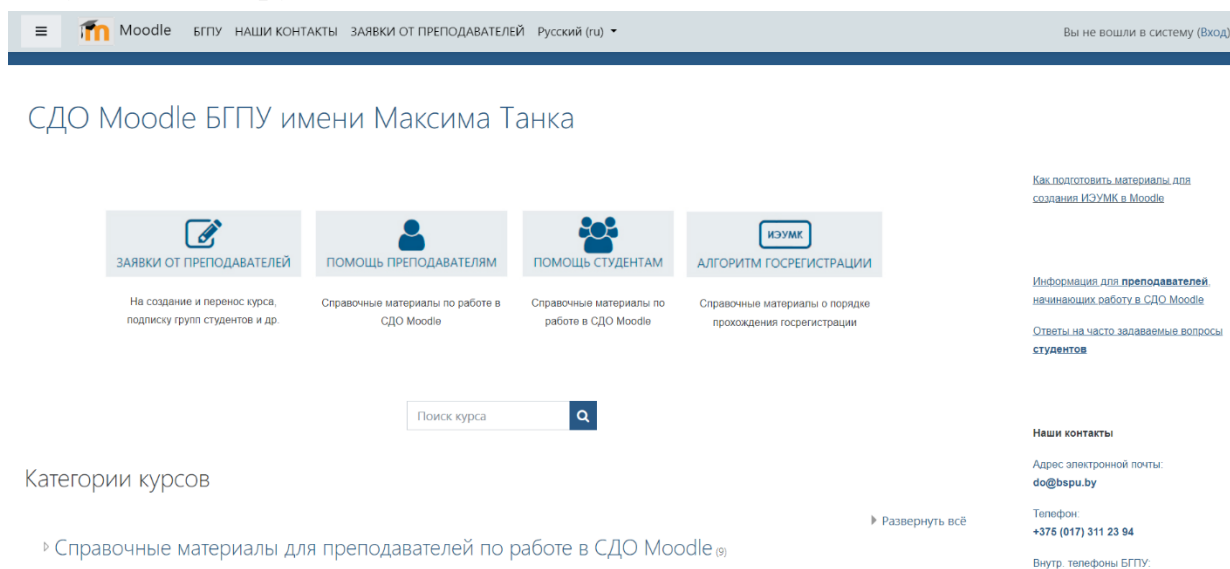 Moodle БГПУ НАШИ КОНТАКТЫ ЗАЯВКИ ОТ ПРЕПОДАВАТЕЛЕЙ Русский (ru) Вы не вошли в систему (Вход)
СДО Moodle БГПУ имени Максима Танка
ЗАЯВКИ ОТ ПРЕПОДАВАТЕЛЕЙ
На создание и перенос курса,
подписку групп студентов и др.
ПОМОЩЬ ПРЕПОДАВАТЕЛЯМ
Справочные материалы по работе в
СДО Moodle
ПОМОЩЬ СТУДЕНТАМ
Справочные материалы по
работе в СДО Moodle
ИЭУМК
АЛГОРИТМ ГОСРЕГИСТРАЦИИ
Справочные материалы о порядке
прохождения госрегистрации
Поиск курса
Категории курсов
Развернуть всё
Справочные материалы для преподавателей по работе в СДО Moodle (9)
Как подготовить материалы для
создания ИЭУМК в Moodle
Информация для преподавателей,
начинающих работу в СДО Moodle
Ответы на часто задаваемые вопросы
студентов
Наши контакты
Адрес электронной почты:
do@bspu.by
Телефон:
+375 (017) 311 23 94
Внутр. телефоны БГПУ: